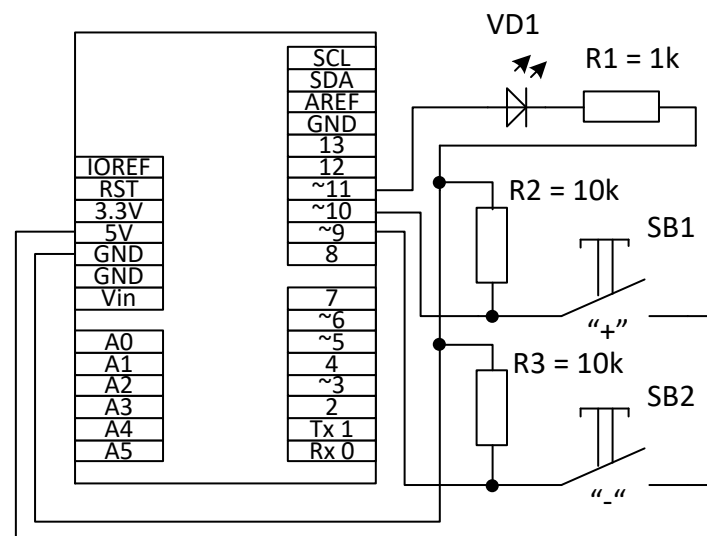 VD1
R1 = 1k
SCL
SDA
AREF
GND
13
12
~11
~10
~9
8
IOREF
RST
3.3V
5V
GND
GND
Vin
7
~6
~5
4
~3
2
Tx 1
Rx 0
A0
A1
A2
A3
A4
A5
R2 = 10k
SB1
“+”
R3 = 10k
SB2
“-“